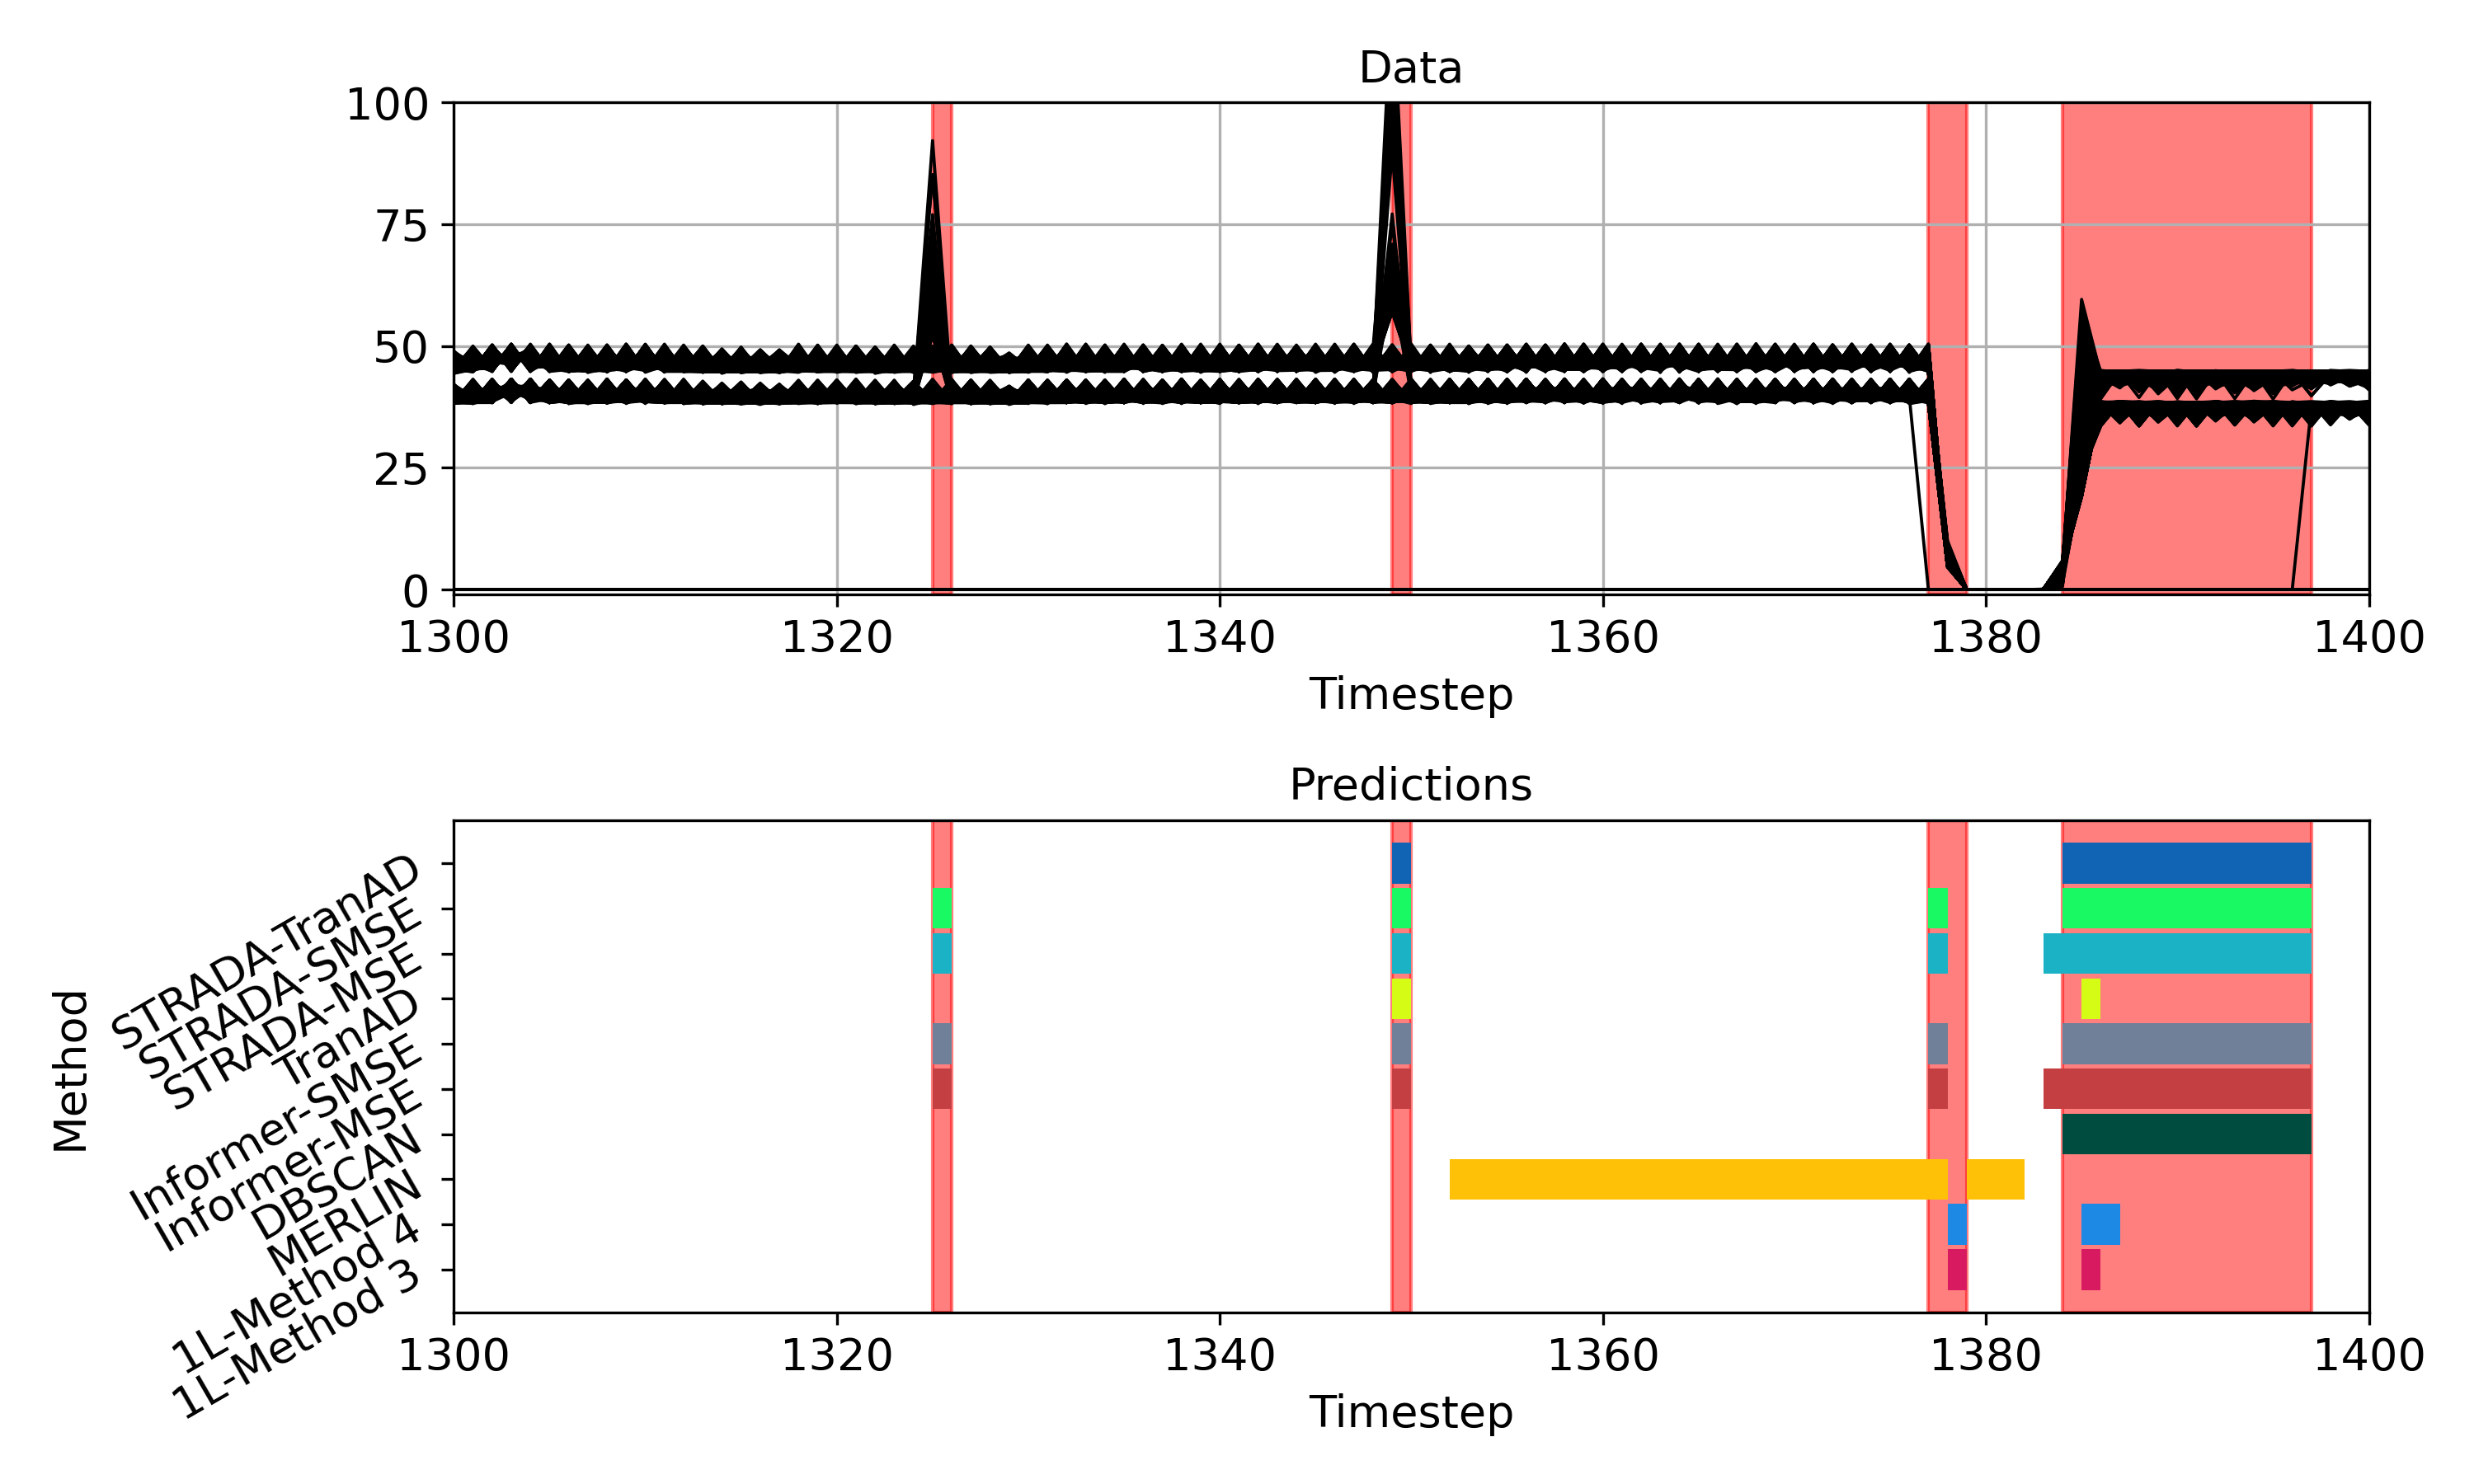 Data
100
75
50
25
0
1300 1320 1340 1360 1380 1400
Timestep
Predictions
Method
STRADA-TranAD
STRADA-SMSE
STRADA-MSE
TranAD
Informer-SMSE
Informer-MSE
DBSCAN
MERLIN
1L-Method 4
1L-Method 3
1300 1320 1340 1360 1380 1400
Timestep